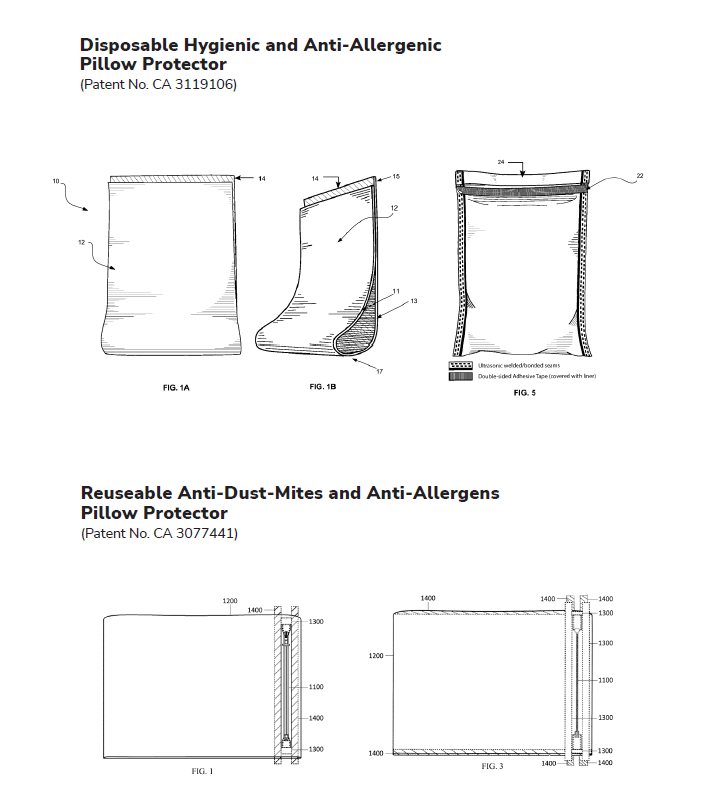 Disposable Hygienic and Anti-Allergenic
Pillow Protector
(Patent No. CA 3119106)
10
14
12
14
15
12
11
13
17
24
22
Ultrasonic welded/bonded seams
Double-sided Adhesive Tape (covered with liner)
FIG. 1A
FIG. 1B
FIG. 5
Reuseable Anti-Dust-Mites and Anti-Allergens
Pillow Protector
(Patent No. CA 3077441)
1200
1400
1300
1100
1400
1300
FIG. 1
1400
1400
1400
1300
1300
1200
1100
1300
1300
1400
1400
1400
FIG. 3